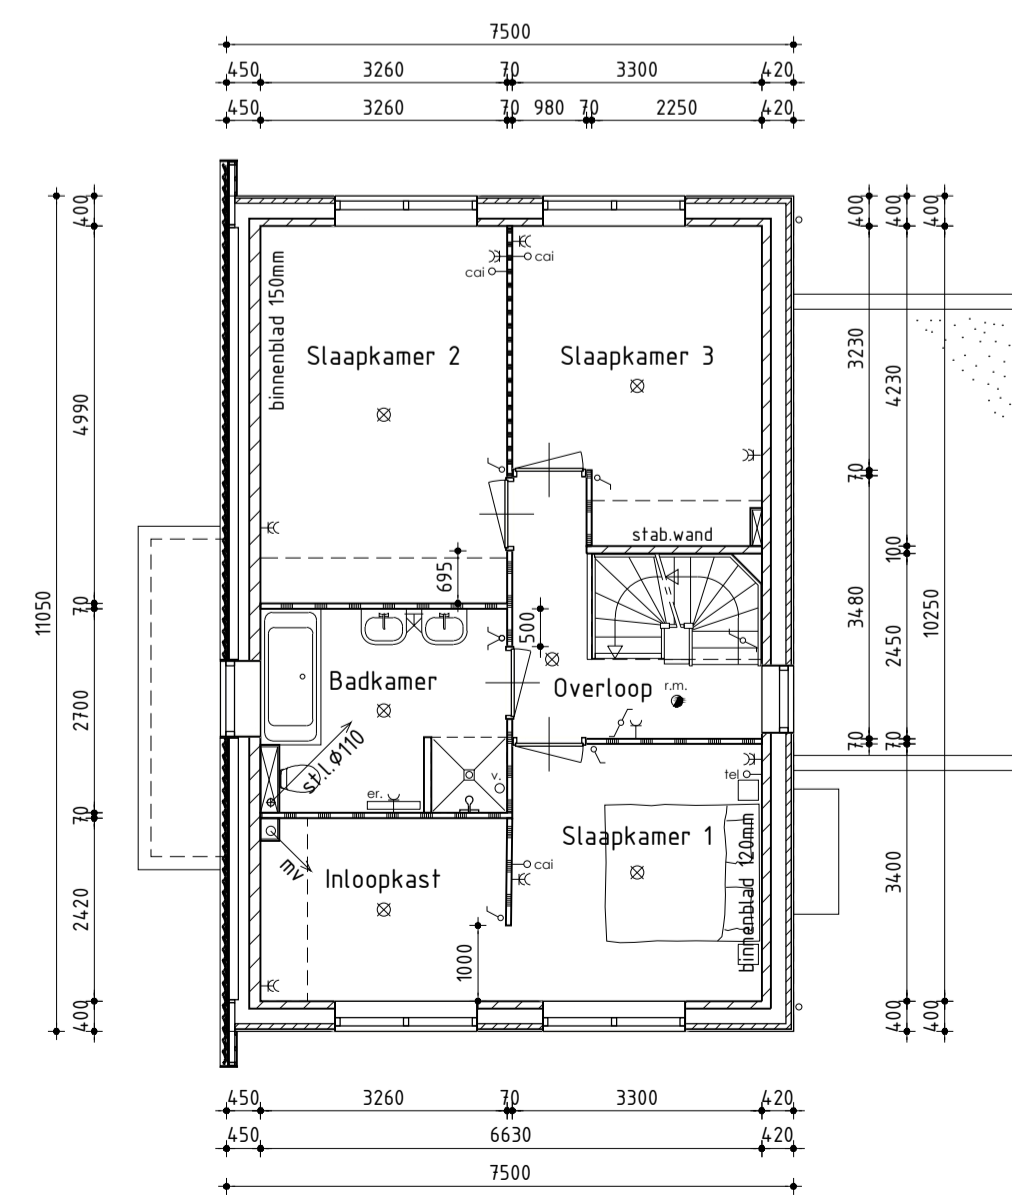 7500
450 3260 70 3300 420
450 3260 70 980 70 2250 420
400 400 400 400
binnenblad 150mm
cai cai
Slaapkamer 2 Slaapkamer 3
4990 3230 4230
70
stab.wand
695 100
11050 70 500 3480 2450 10250
Badkamer Overloop r.m.
2700
70 70
st.l. ϕ110
er. v. tel
70
Slaapkamer 1
binnenblad 120mm
cai
mv
Inloopkast
2420 3400
1000
400 400 400
450 3260 70 3300 420
450 6630 420
7500